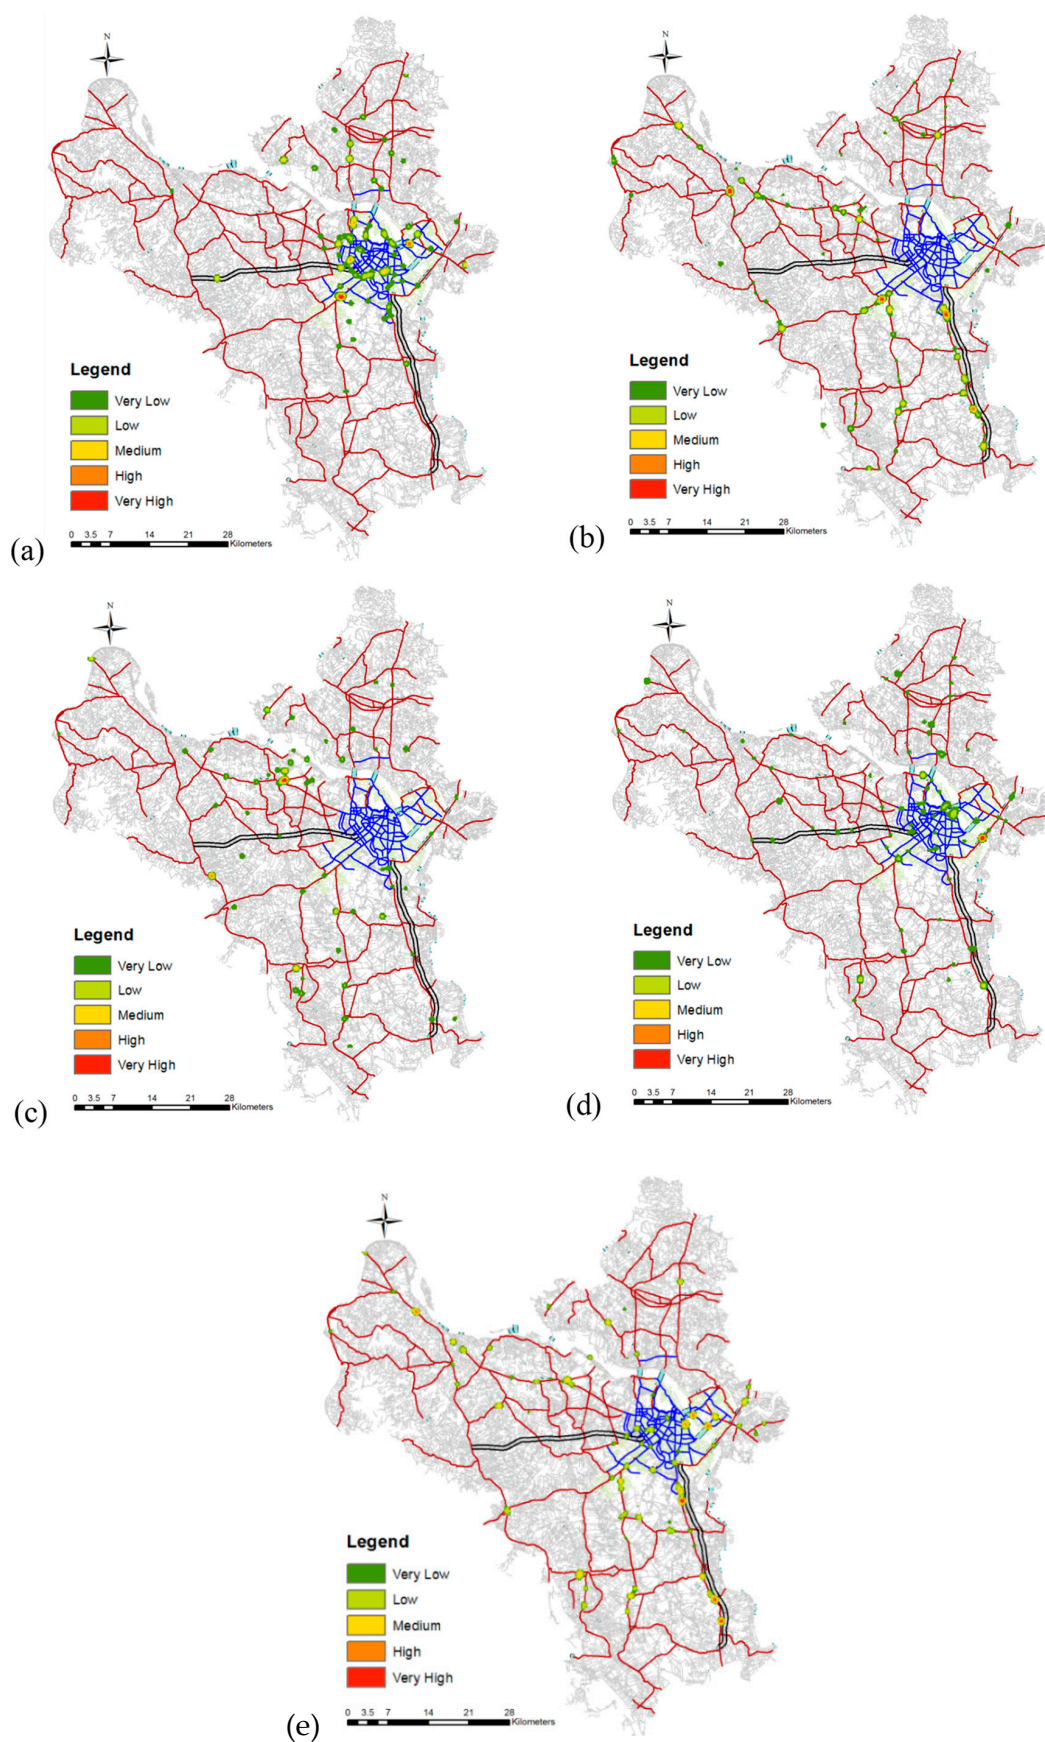 N
Legend
Very Low
Low
Medium
High
Very High
0 3.5 7 14 21 28
Kilometers
(a)
N
Legend
Very Low
Low
Medium
High
Very High
0 3.5 7 14 21 28
Kilometers
(b)
N
Legend
Very Low
Low
Medium
High
Very High
0 3.5 7 14 21 28
Kilometers
(c)
N
Legend
Very Low
Low
Medium
High
Very High
0 3.5 7 14 21 28
Kilometers
(d)
N
Legend
Very Low
Low
Medium
High
Very High
0 3.5 7 14 21 28
Kilometers
(e)